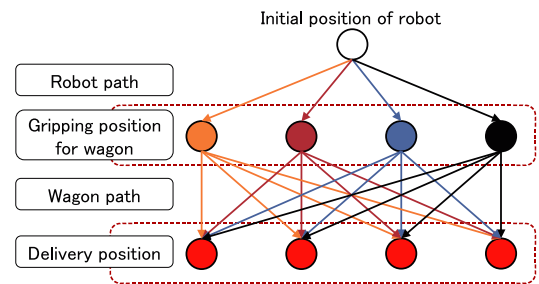 Initial position of robot
Robot path
Gripping position
for wagon
Wagon path
Delivery position